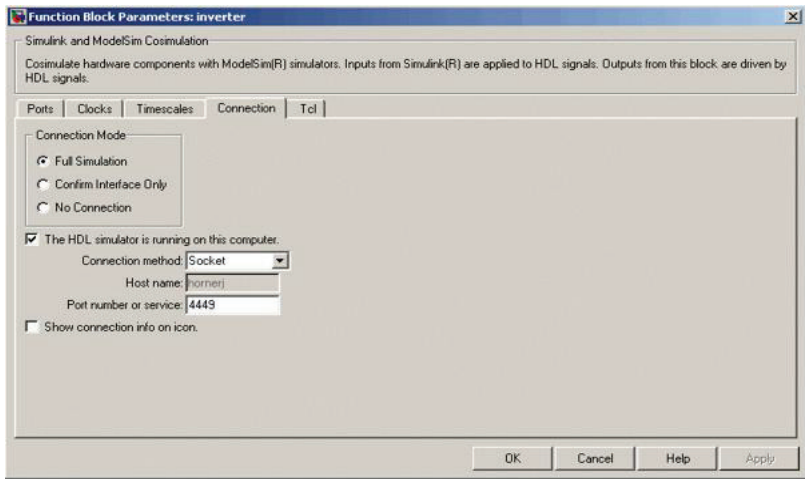 Function Block Parameters: inverter
Simulink and ModelSim Cosimulation
Cosimulate hardware components with ModelSim(R) simulators. Inputs from Simulink(R) are applied to HDL signals. Outputs from this block are driven by
HDL signals.
Ports Clocks Timescales Connection Tcl
Connection Mode
Full Simulation
Confirm Interface Only
No Connection
The HDL simulator is running on this computer.
Connection method: Socket
Host name: hornerj
Port number or service: 4449
Show connection info on icon.
OK Cancel Help Apply